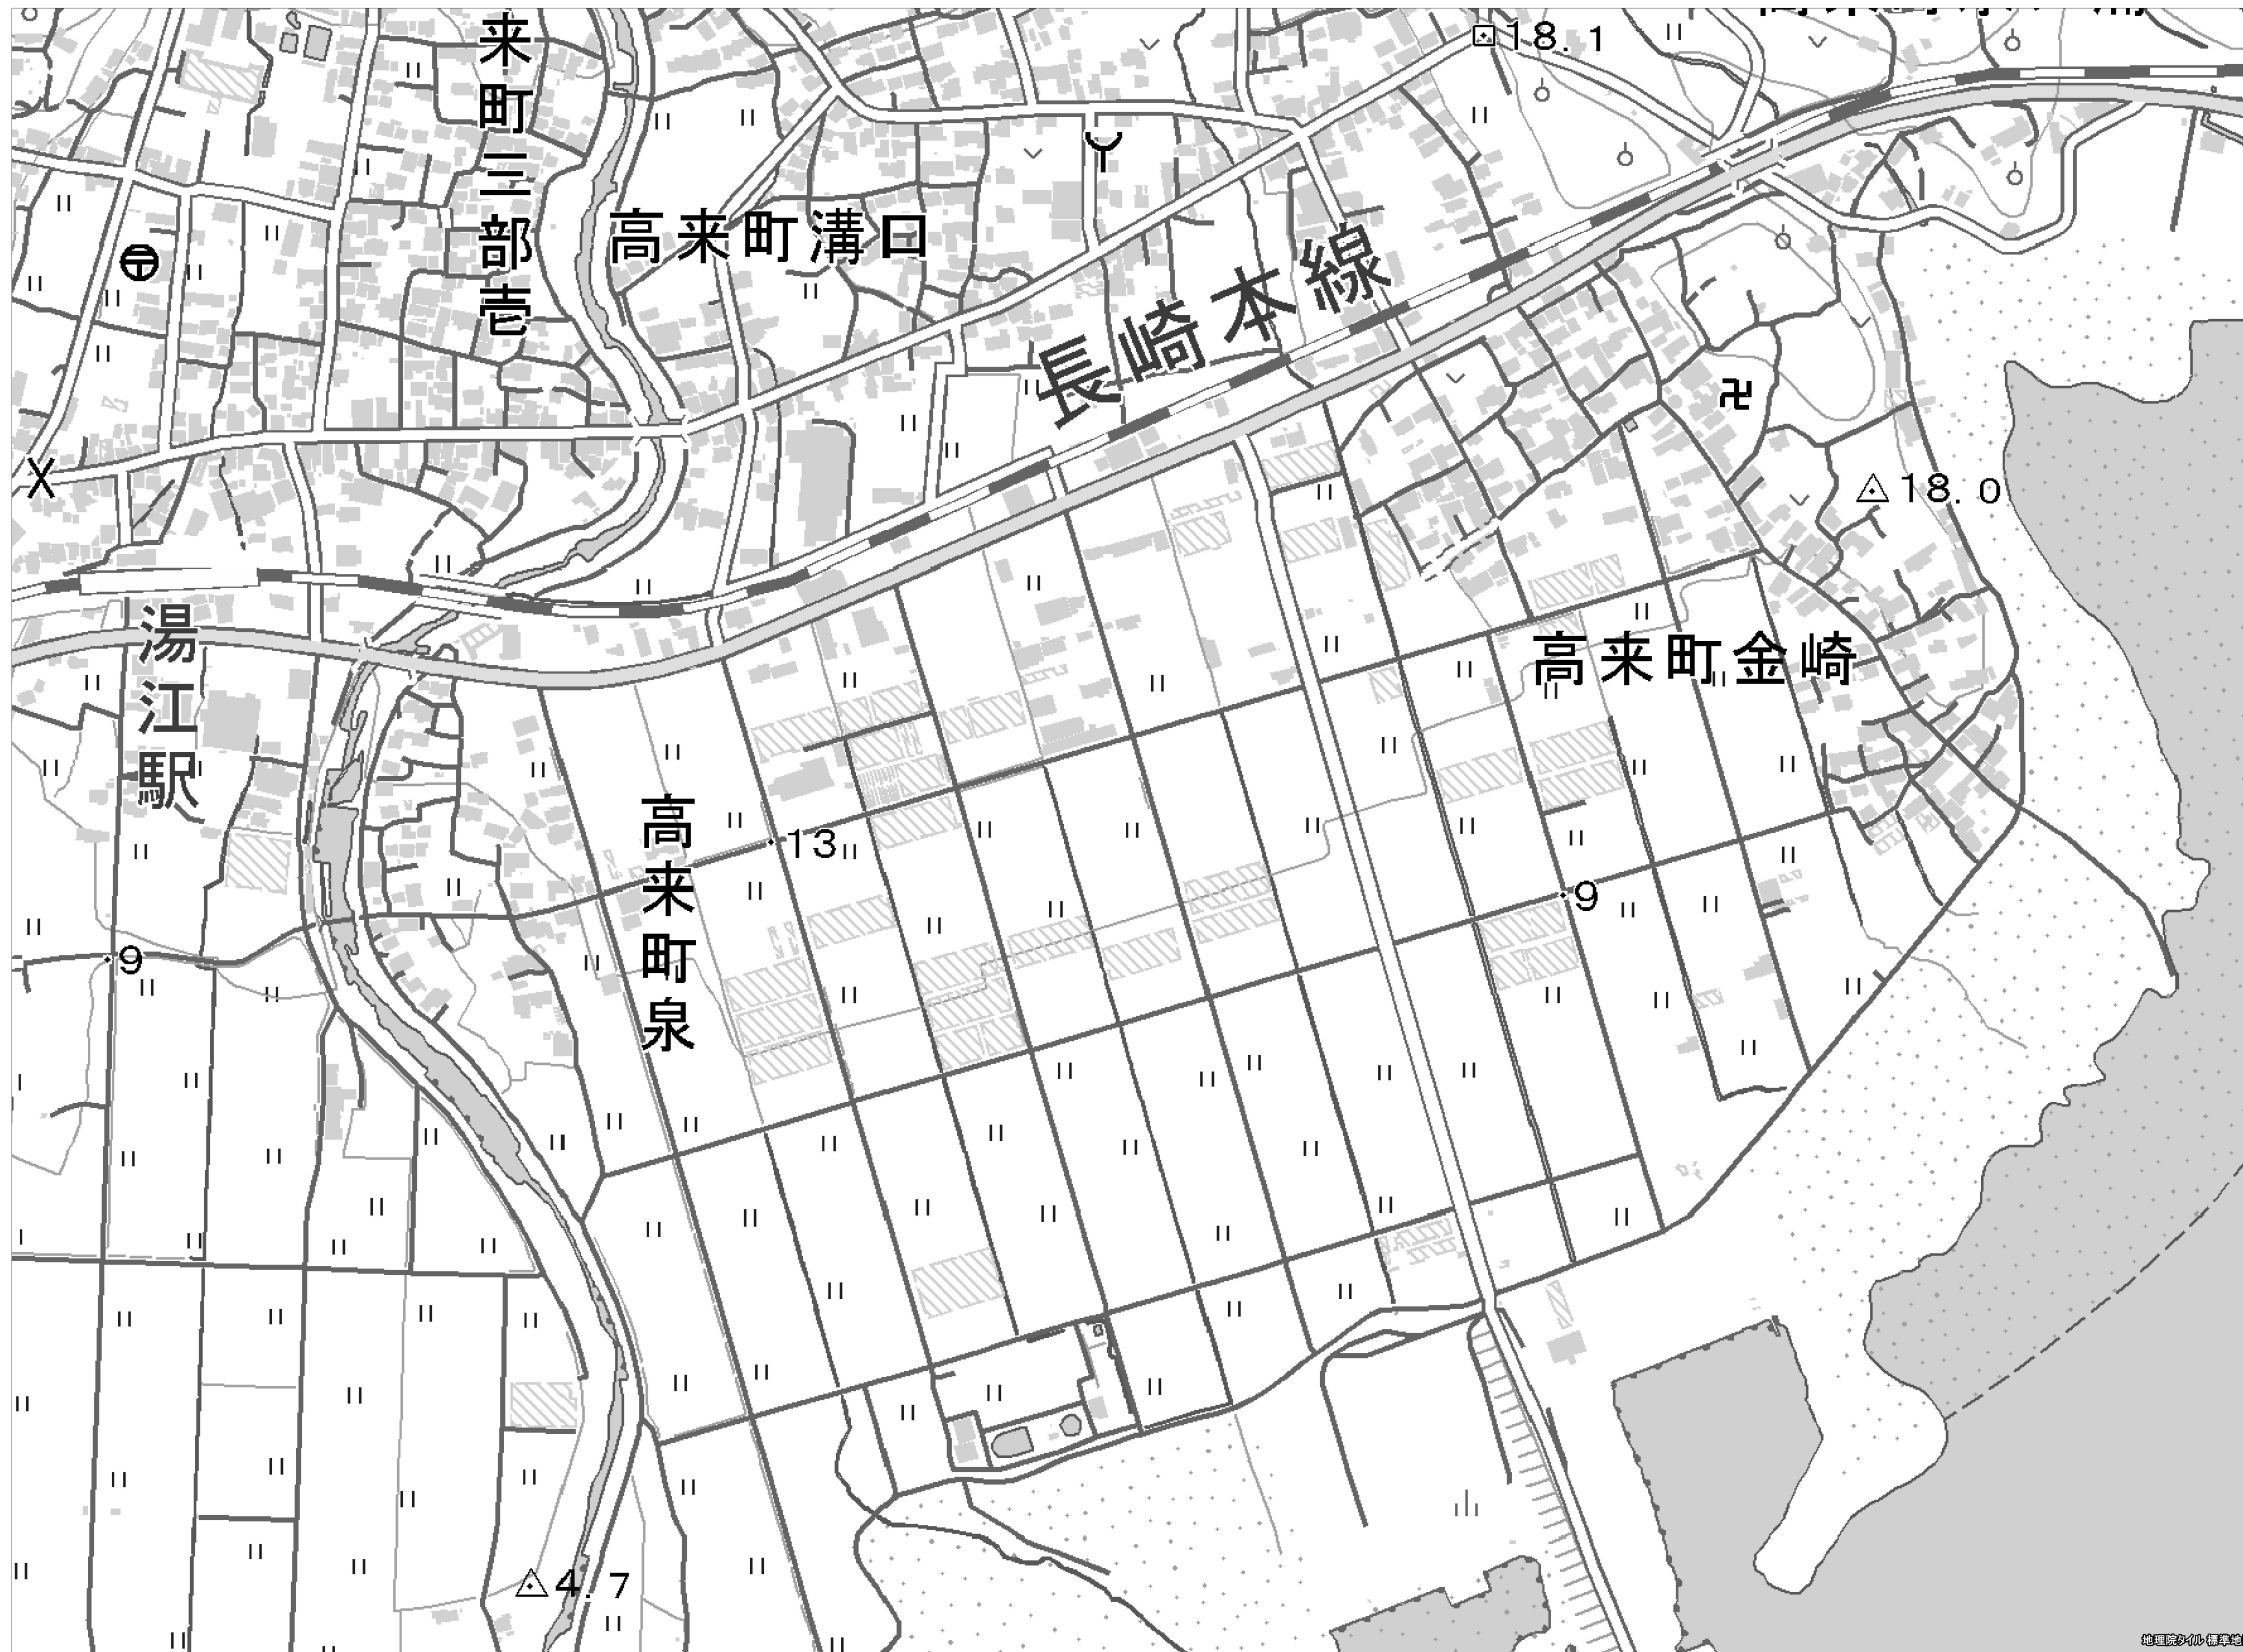 来町三部壱
18.1
高来町溝口
長崎本線
18.0
湯江駅
高来町金崎
高来町泉
13
9
9
4.7
地理院タイル 標準地